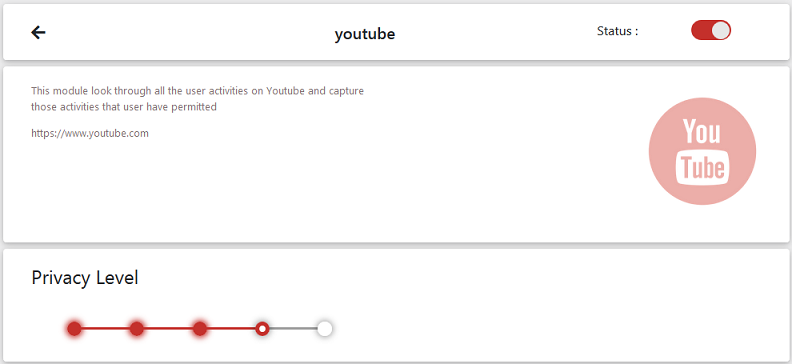 youtube
Status :
This module look through all the user activities on Youtube and capture
those activities that user have permitted
https://www.youtube.com
You
Tube
Privacy Level